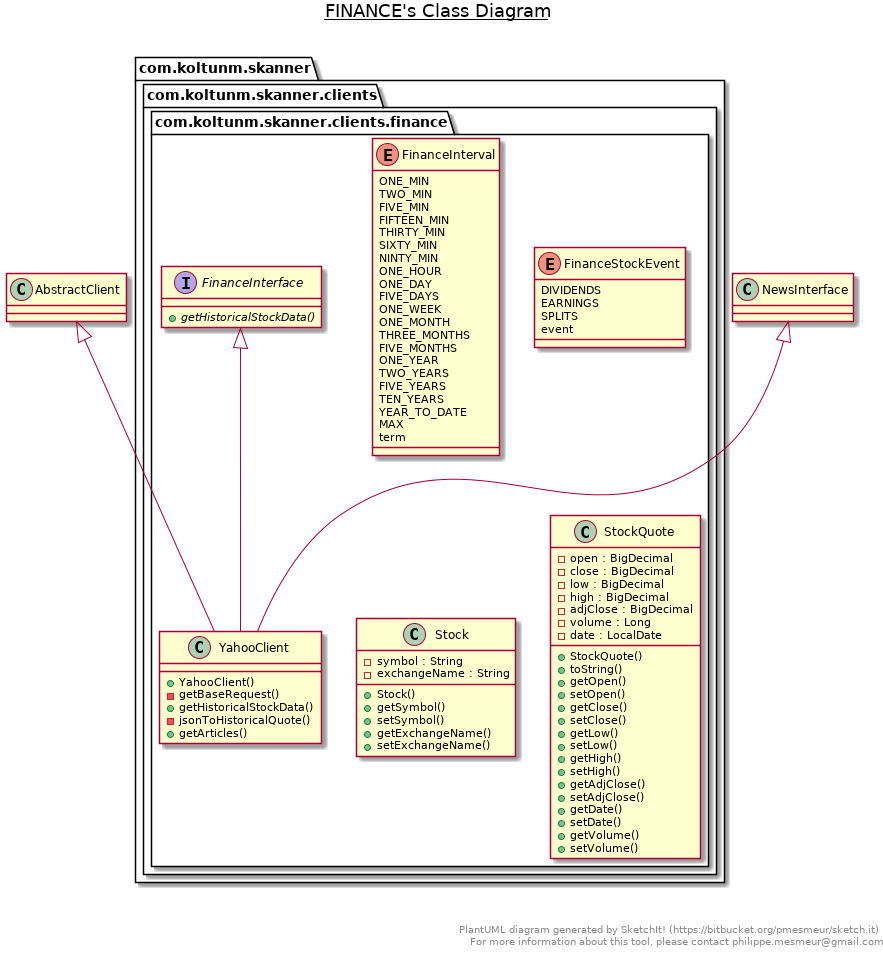 FINANCE's Class Diagram
com.koltunm.skanner
com.koltunm.skanner.clients
com.koltunm.skanner.clients.finance
E FinanceInterval
ONE_MIN
TWO_MIN
FIVE_MIN
FIFTEEN_MIN
THIRTY_MIN
SIXTY_MIN
NINTY_MIN
ONE_HOUR
ONE_DAY
FIVE_DAYS
ONE_WEEK
ONE_MONTH
THREE_MONTHS
FIVE_MONTHS
ONE_YEAR
TWO_YEARS
FIVE_YEARS
TEN_YEARS
YEAR_TO_DATE
MAX
term
E FinanceStockEvent
DIVIDENDS
EARNINGS
SPLITS
event
C AbstractClient
I FinanceInterface
getHistoricalStockData()
C NewsInterface
C YahooClient
YahooClient()
getBaseRequest()
getHistoricalStockData()
jsonToHistoricalQuote()
getArticles()
C Stock
symbol : String
exchangeName : String
Stock()
getSymbol()
setSymbol()
getExchangeName()
setExchangeName()
C StockQuote
open : BigDecimal
close : BigDecimal
low : BigDecimal
high : BigDecimal
adjClose : BigDecimal
volume : Long
date : LocalDate
StockQuote()
toString()
getOpen()
setOpen()
getClose()
setClose()
getLow()
setLow()
getHigh()
setHigh()
getAdjClose()
setAdjClose()
getDate()
setDate()
getVolume()
setVolume()
PlantUML diagram generated by SketchIt! (https://bitbucket.org/pmesmeur/sketch.it)
For more information about this tool, please contact philippe.mesmeur@gmail.com